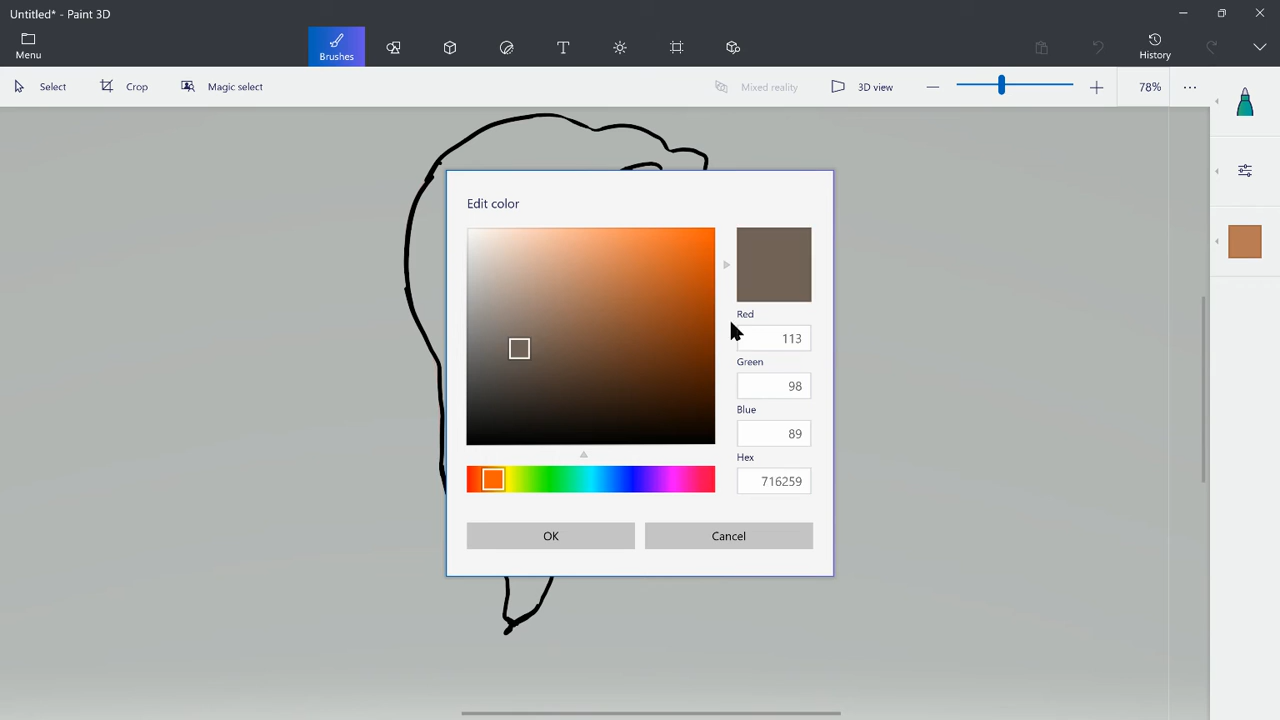 Untitled* - Paint 3D
Menu
Brushes
History
Select
Crop
Magic select
Mixed reality
3D view
78%
Edit color
Red
113
Green
98
Blue
89
Hex
716259
OK
Cancel